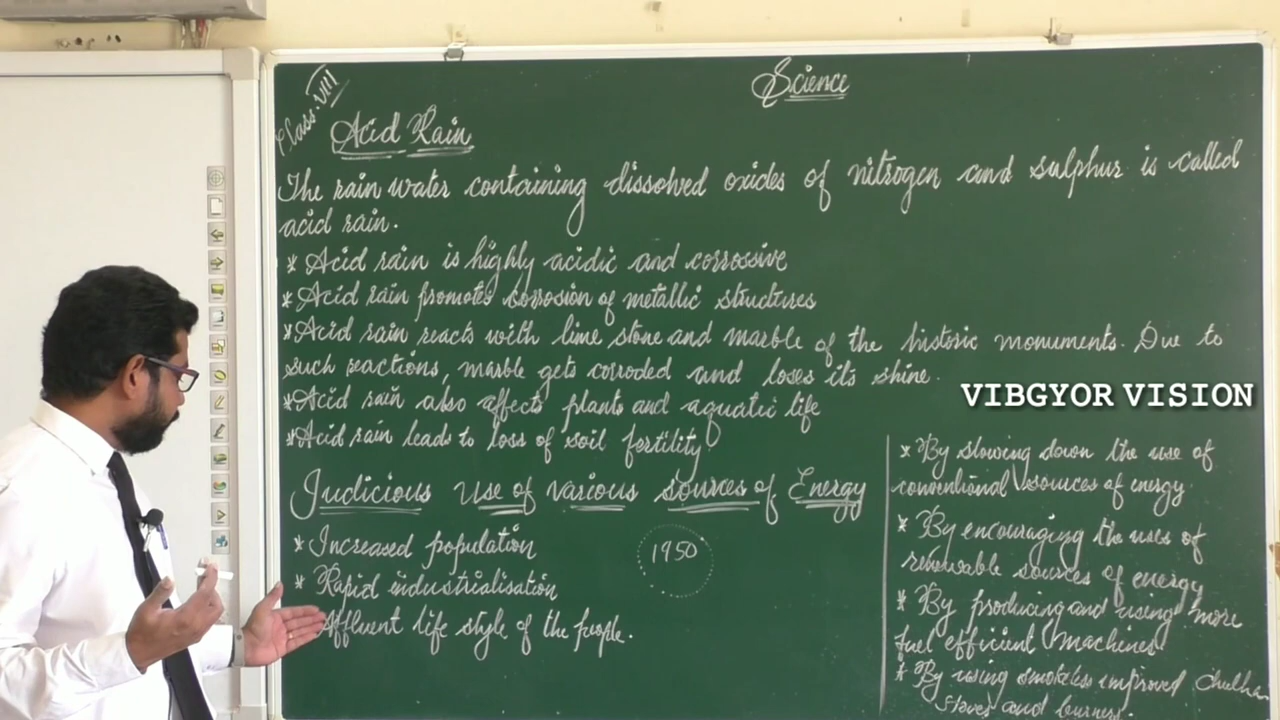 Science
Class-VIII
Acid Rain
The rain water containing dissolved oxides of nitrogen and sulphur is called
acid rain.
* Acid rain is highly acidic and corrossive
* Acid rain promotes corrosion of metallic structures
* Acid rain reacts with lime stone and marble of the historic monuments. Due to
such reactions, marble gets corroded and loses its shine.
* Acid rain also affects plants and aquatic life
* Acid rain leads to loss of soil fertility
Judicious Use of various sources of Energy
* Increased population
* Rapid industrialisation
Affluent life style of the people.
1950
VIBGYOR VISION
* By slowing down the use of
conventional sources of energy.
* By encouraging the uses of
renewable sources of energy
* By producing and using more
fuel efficient machines
* By using smokeless improved chulha
stoves and burners.